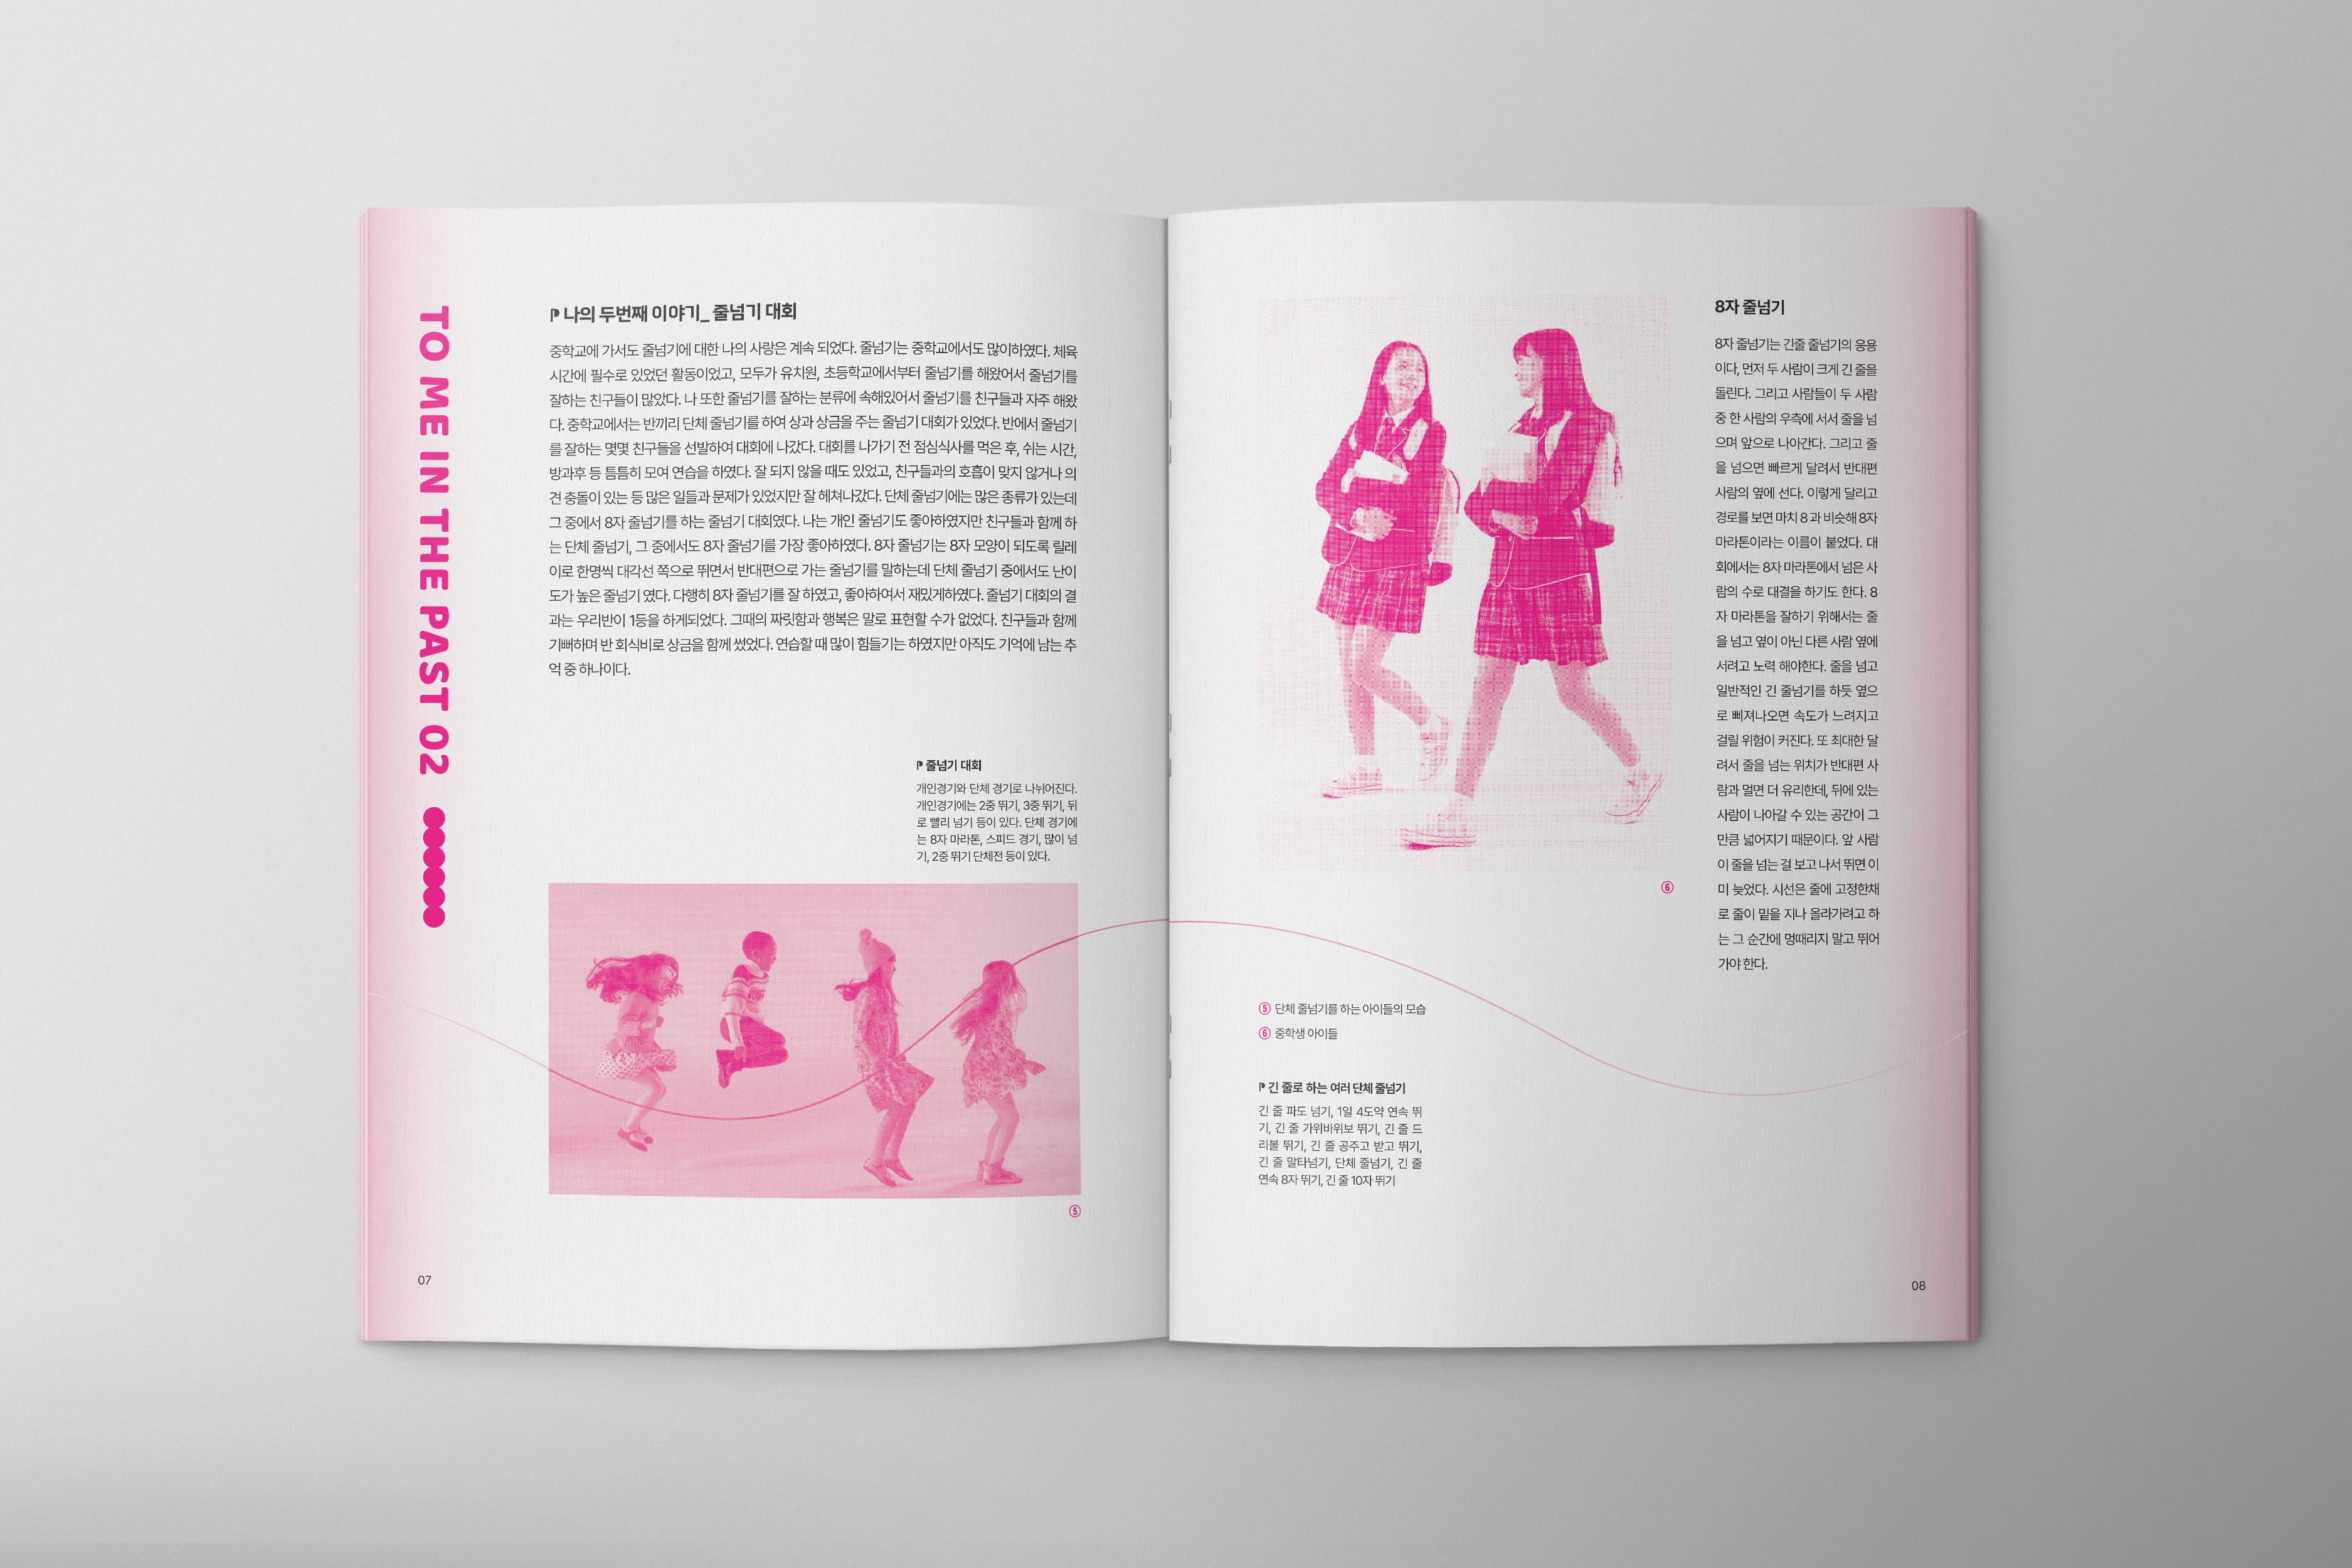 TO ME IN THE PAST 02
나의 두번째 이야기_ 줄넘기 대회
중학교에 가서도 줄넘기에 대한 나의 사랑은 계속 되었다. 줄넘기는 중학교에서도 많이하였다. 체육
시간에 필수로 있었던 활동이었고, 모두가 유치원, 초등학교에서부터 줄넘기를 해왔어서 줄넘기를
잘하는 친구들이 많았다. 나 또한 줄넘기를 잘하는 분류에 속해있어서 줄넘기를 친구들과 자주 해왔
다. 중학교에서는 반끼리 단체 줄넘기를 하여 상과 상금을 주는 줄넘기 대회가 있었다. 반에서 줄넘기
를 잘하는 몇몇 친구들을 선발하여 대회에 나갔다. 대회를 나가기 전 점심식사를 먹은 후, 쉬는 시간,
방과후 등 틈틈히 모여 연습을 하였다. 잘 되지 않을 때도 있었고, 친구들과의 호흡이 맞지 않거나 의
견 충돌이 있는 등 많은 일들과 문제가 있었지만 잘 헤쳐나갔다. 단체 줄넘기에는 많은 종류가 있는데
그 중에서 8자 줄넘기를 하는 줄넘기 대회였다. 나는 개인 줄넘기도 좋아하였지만 친구들과 함께 하
는 단체 줄넘기, 그 중에서도 8자 줄넘기를 가장 좋아하였다. 8자 줄넘기는 8자 모양이 되도록 릴레
이로 한명씩 대각선 쪽으로 뛰면서 반대편으로 가는 줄넘기를 말하는데 단체 줄넘기 중에서도 난이
도가 높은 줄넘기 였다. 다행히 8자 줄넘기를 잘 하였고, 좋아하여서 재밌게하였다. 줄넘기 대회의 결
과는 우리반이 1등을 하게되었다. 그때의 짜릿함과 행복은 말로 표현할 수가 없었다. 친구들과 함께
기뻐하며 반 회식비로 상금을 함께 썼었다. 연습할 때 많이 힘들기는 하였지만 아직도 기억에 남는 추
억 중 하나이다.
줄넘기 대회
개인경기와 단체 경기로 나뉘어진다.
개인경기에는 2중 뛰기, 3중 뛰기, 뒤
로 빨리 넘기 등이 있다. 단체 경기에
는 8자 마라톤, 스피드 경기, 많이 넘
기, 2중 뛰기 단체전 등이 있다.
⑤
07
⑥
8자 줄넘기
8자 줄넘기는 긴줄 줄넘기의 응용
이다, 먼저 두 사람이 크게 긴 줄을
돌린다. 그리고 사람들이 두 사람
중 한 사람의 우측에 서서 줄을 넘
으며 앞으로 나아간다. 그리고 줄
을 넘으면 빠르게 달려서 반대편
사람의 옆에 선다. 이렇게 달리고
경로를 보면 마치 8 과 비슷해 8자
마라톤이라는 이름이 붙었다. 대
회에서는 8자 마라톤에서 넘은 사
람의 수로 대결을 하기도 한다. 8
자 마라톤을 잘하기 위해서는 줄
을 넘고 옆이 아닌 다른 사람 옆에
서려고 노력 해야한다. 줄을 넘고
일반적인 긴 줄넘기를 하듯 옆으
로 삐져나오면 속도가 느려지고
걸릴 위험이 커진다. 또 최대한 달
려서 줄을 넘는 위치가 반대편 사
람과 멀면 더 유리한데, 뒤에 있는
사람이 나아갈 수 있는 공간이 그
만큼 넓어지기 때문이다. 앞 사람
이 줄을 넘는 걸 보고 나서 뛰면 이
미 늦었다. 시선은 줄에 고정한채
로 줄이 밑을 지나 올라가려고 하
는 그 순간에 멍때리지 말고 뛰어
가야 한다.
⑤ 단체 줄넘기를 하는 아이들의 모습
⑥ 중학생 아이들
긴 줄로 하는 여러 단체 줄넘기
긴 줄 파도 넘기, 1일 4도약 연속 뛰
기, 긴 줄 가위바위보 뛰기, 긴 줄 드
리볼 뛰기, 긴 줄 공주고 받고 뛰기,
긴 줄 말타넘기, 단체 줄넘기, 긴 줄
연속 8자 뛰기, 긴 줄 10자 뛰기
08